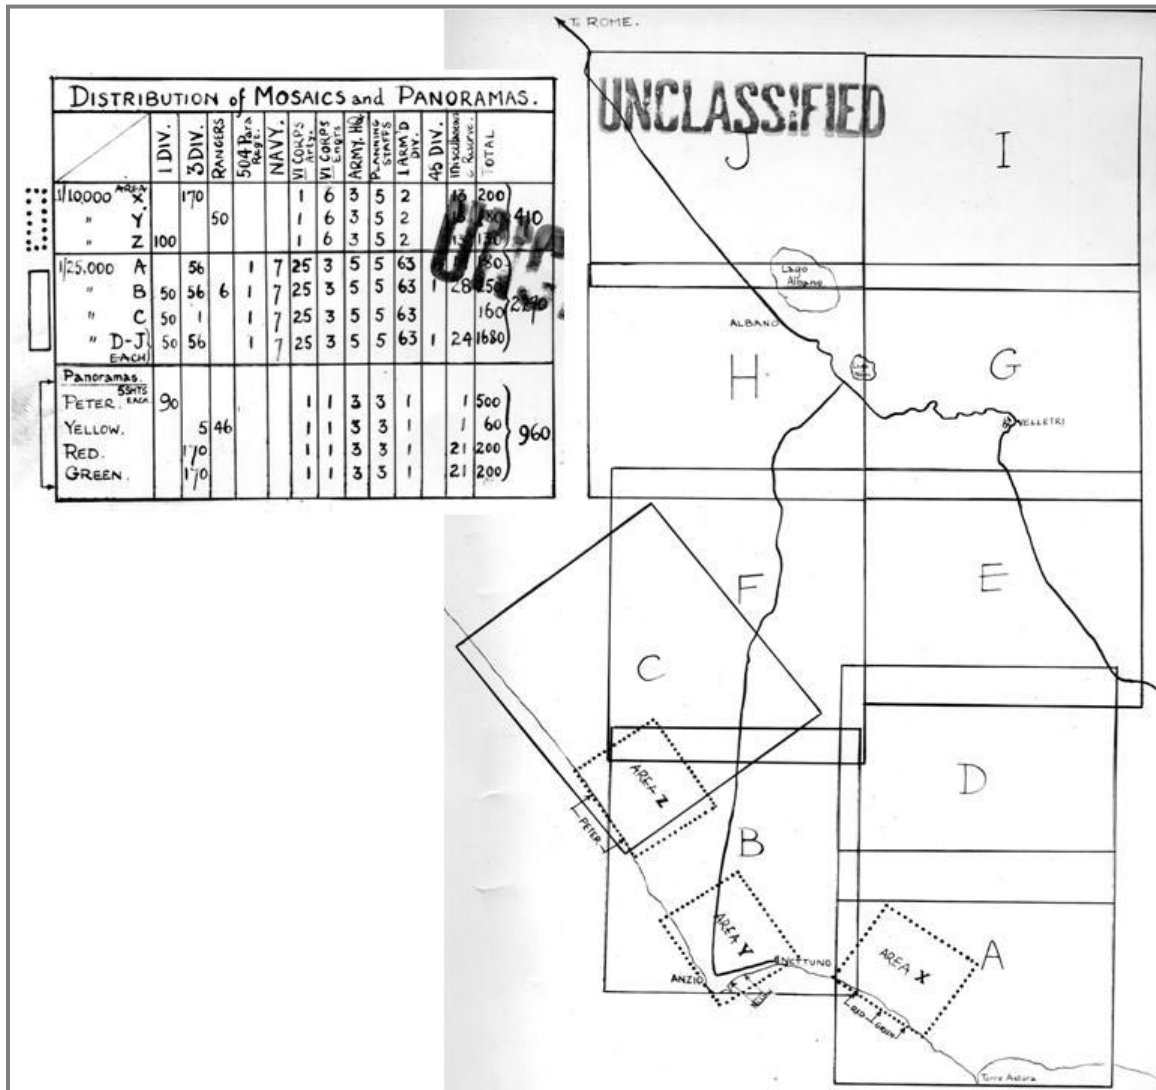 To ROME.
UNCLASSIFIED
DISTRIBUTION of MOSAICS and PANORAMAS.
1 DIV. 3 DIV. RANGERS 504 Para Regt. NAVY. VI CORPS Arty. VI CORPS Engts ARMY. HQ. PLANNING STAFFS 1 ARM'D DIV. 45 DIV. Miscellaneous & Reserve. TOTAL
1/10,000 AREA X 170 1 6 3 5 2 13 200
" Y 50 1 6 3 5 2 410
" Z 100 1 6 3 5 2 13 130
1/25,000 A 56 1 7 25 3 5 5 63
" B 50 56 6 1 7 25 3 5 5 63 1 28 250
" C 50 1 1 7 25 3 5 5 63 160
" D-J EACH 50 56 1 7 25 3 5 5 63 1 24 1680
Panoramas.
PETER. 5 SHTS EACH. 90 1 1 3 3 1 1 500
YELLOW. 5 46 1 1 3 3 1 1 60 960
RED. 170 1 1 3 3 1 21 200
GREEN. 170 1 1 3 3 1 21 200
J
I
Lago Albano
ALBANO
H
G
VELLETRI
F
E
C
D
AREA Z
PETER
B
AREA Y
NETTUNO
ANZIO
AREA X
A
RED
GREEN
Torre Astura